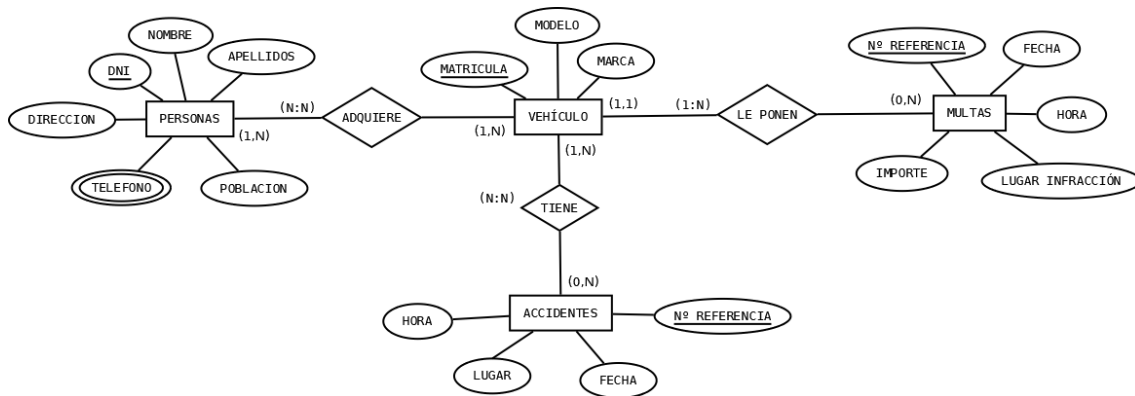 MODELO
NOMBRE
Nº REFERENCIA
FECHA
APELLIDOS
MARCA
DNI
MATRICULA
(N:N)
(1,1)
(1:N)
(0,N)
DIRECCION
PERSONAS
ADQUIERE
VEHÍCULO
LE PONEN
MULTAS
HORA
(1,N)
(1,N)
(1,N)
TELEFONO
POBLACION
IMPORTE
LUGAR INFRACCIÓN
(N:N)
TIENE
(0,N)
HORA
ACCIDENTES
Nº REFERENCIA
LUGAR
FECHA